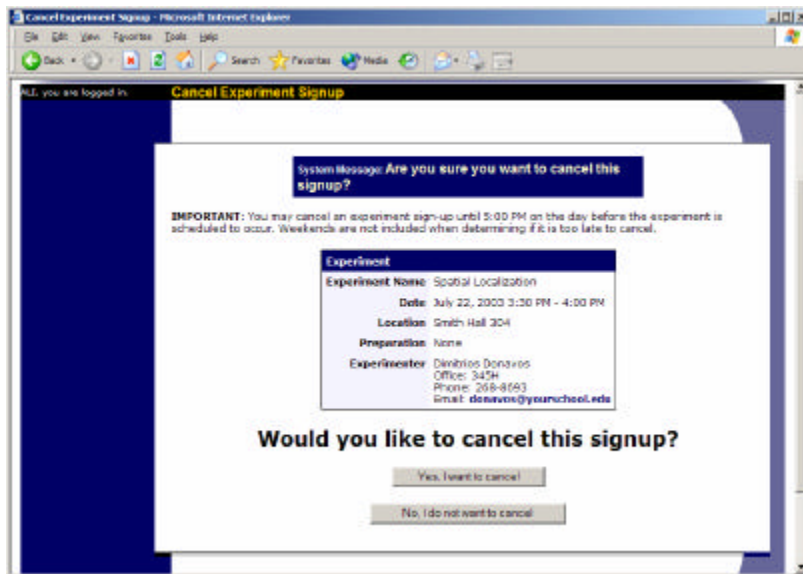 Cancel Experiment Signup - Microsoft Internet Explorer
File Edit View Favorites Tools Help
Back Search Favorites Media
ALI, you are logged in. Cancel Experiment Signup
System Message: Are you sure you want to cancel this
signup?
IMPORTANT: You may cancel an experiment sign-up until 5:00 PM on the day before the experiment is
scheduled to occur. Weekends are not included when determining if it is too late to cancel.
Experiment
Experiment Name Spatial Localization
Date July 22, 2003 3:30 PM - 4:00 PM
Location Smith Hall 304
Preparation None
Experimenter Dimitrios Donavos
Office: 345H
Phone: 268-8693
Email: donavos@yourschool.edu
Would you like to cancel this signup?
Yes, I want to cancel
No, I do not want to cancel